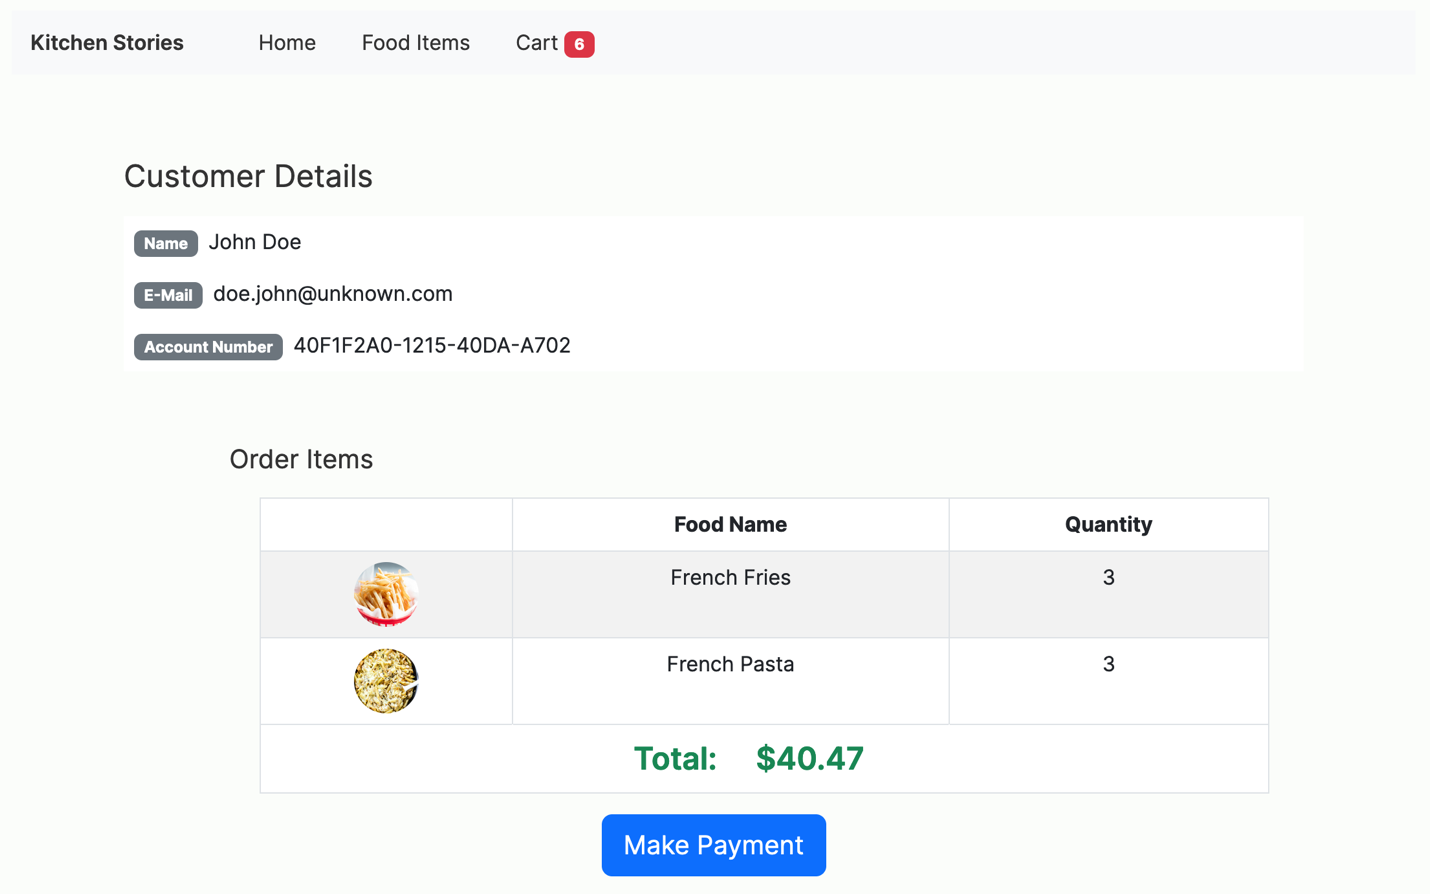 Kitchen Stories Home Food Items Cart 6
Customer Details
Name John Doe
E-Mail doe.john@unknown.com
Account Number 40F1F2A0-1215-40DA-A702
Order Items
Food Name Quantity
French Fries 3
French Pasta 3
Total: $40.47
Make Payment